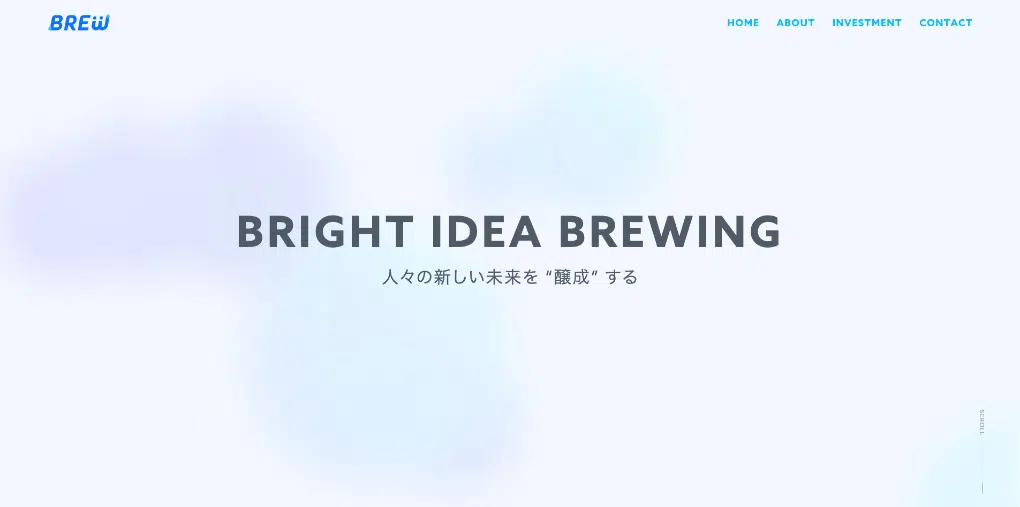 BREW
HOME ABOUT INVESTMENT CONTACT
BRIGHT IDEA BREWING
人々の新しい未来を “醸成” する
SCROLL